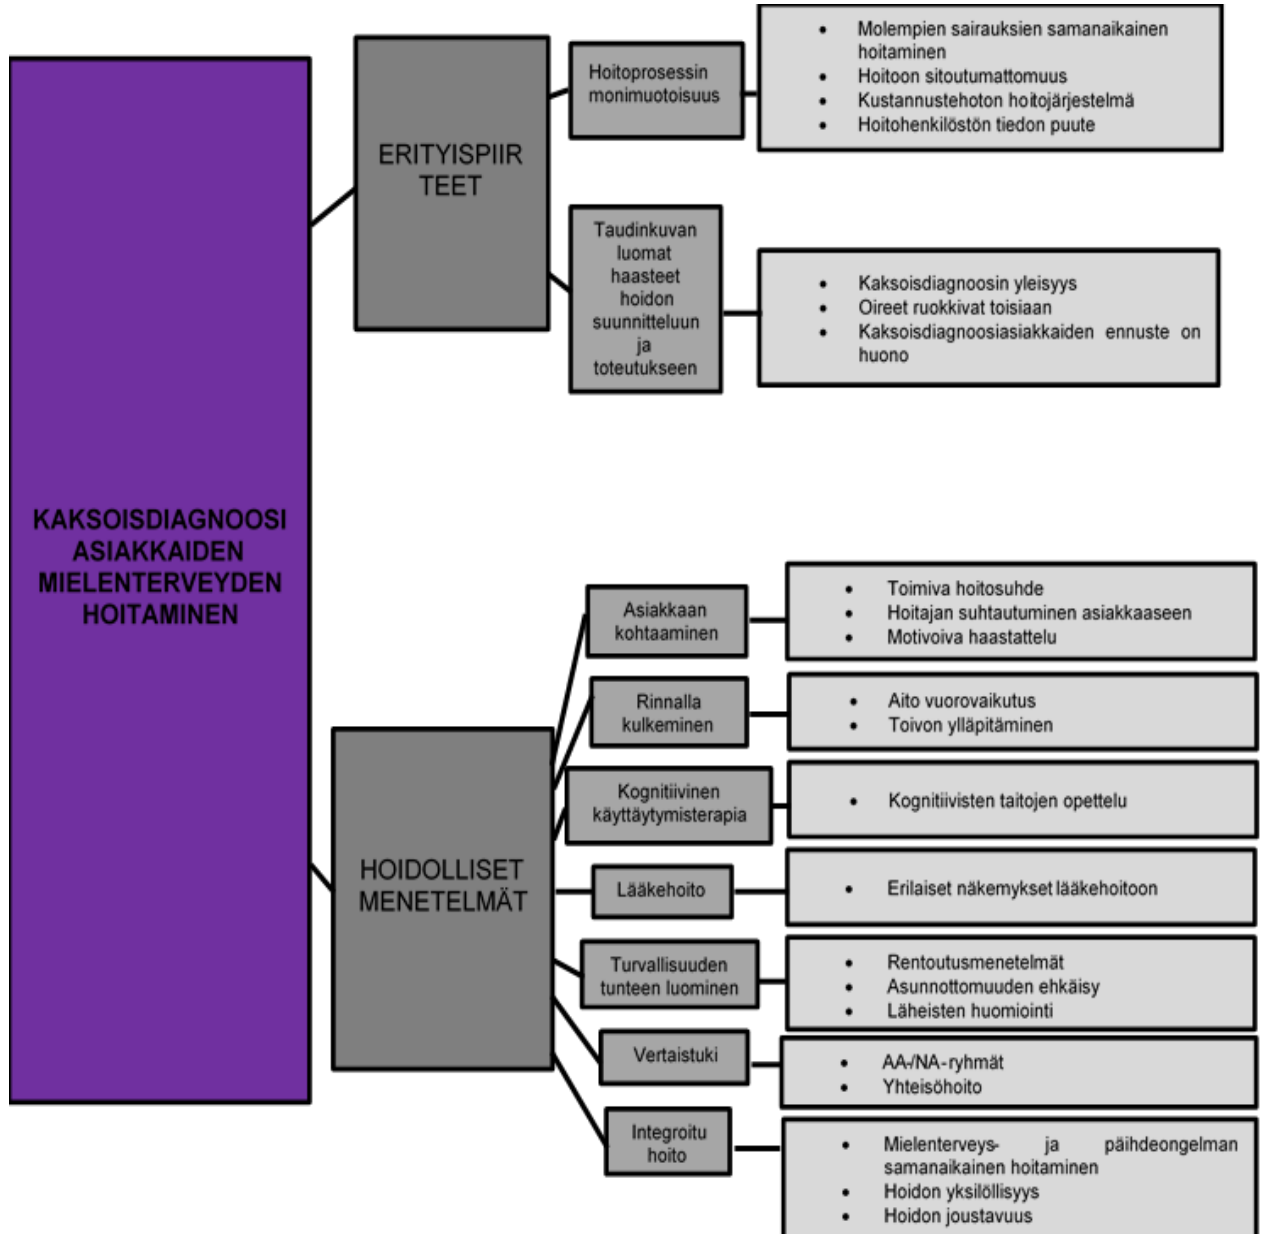 KAKSOISDIAGNOOSI
ASIAKKAIDEN
MIELENTERVEYDEN
HOITAMINEN
ERITYISPIIR
TEET
Hoitoprosessin
monimuotoisuus
• Molempien sairauksien samanaikainen
hoitaminen
• Hoitoon sitoutumattomuus
• Kustannustehoton hoitojärjestelmä
• Hoitohenkilöstön tiedon puute
Taudinkuvan
luomat
haasteet
hoidon
suunnitteluun
ja
toteutukseen
• Kaksoisdiagnoosin yleisyys
• Oireet ruokkivat toisiaan
• Kaksoisdiagnoosiasiakkaiden ennuste on
huono
HOIDOLLISET
MENETELMÄT
Asiakkaan
kohtaaminen
• Toimiva hoitosuhde
• Hoitajan suhtautuminen asiakkaaseen
• Motivoiva haastattelu
Rinnalla
kulkeminen
• Aito vuorovaikutus
• Toivon ylläpitäminen
Kognitiivinen
käyttäytymisterapia
• Kognitiivisten taitojen opettelu
Lääkehoito
• Erilaiset näkemykset lääkehoitoon
Turvallisuuden
tunteen luominen
• Rentoutusmenetelmät
• Asunnottomuuden ehkäisy
• Läheisten huomiointi
Vertaistuki
• AA-/NA-ryhmät
• Yhteisöhoito
Integroitu
hoito
• Mielenterveys- ja päihdeongelman
samanaikainen hoitaminen
• Hoidon yksilöllisyys
• Hoidon joustavuus